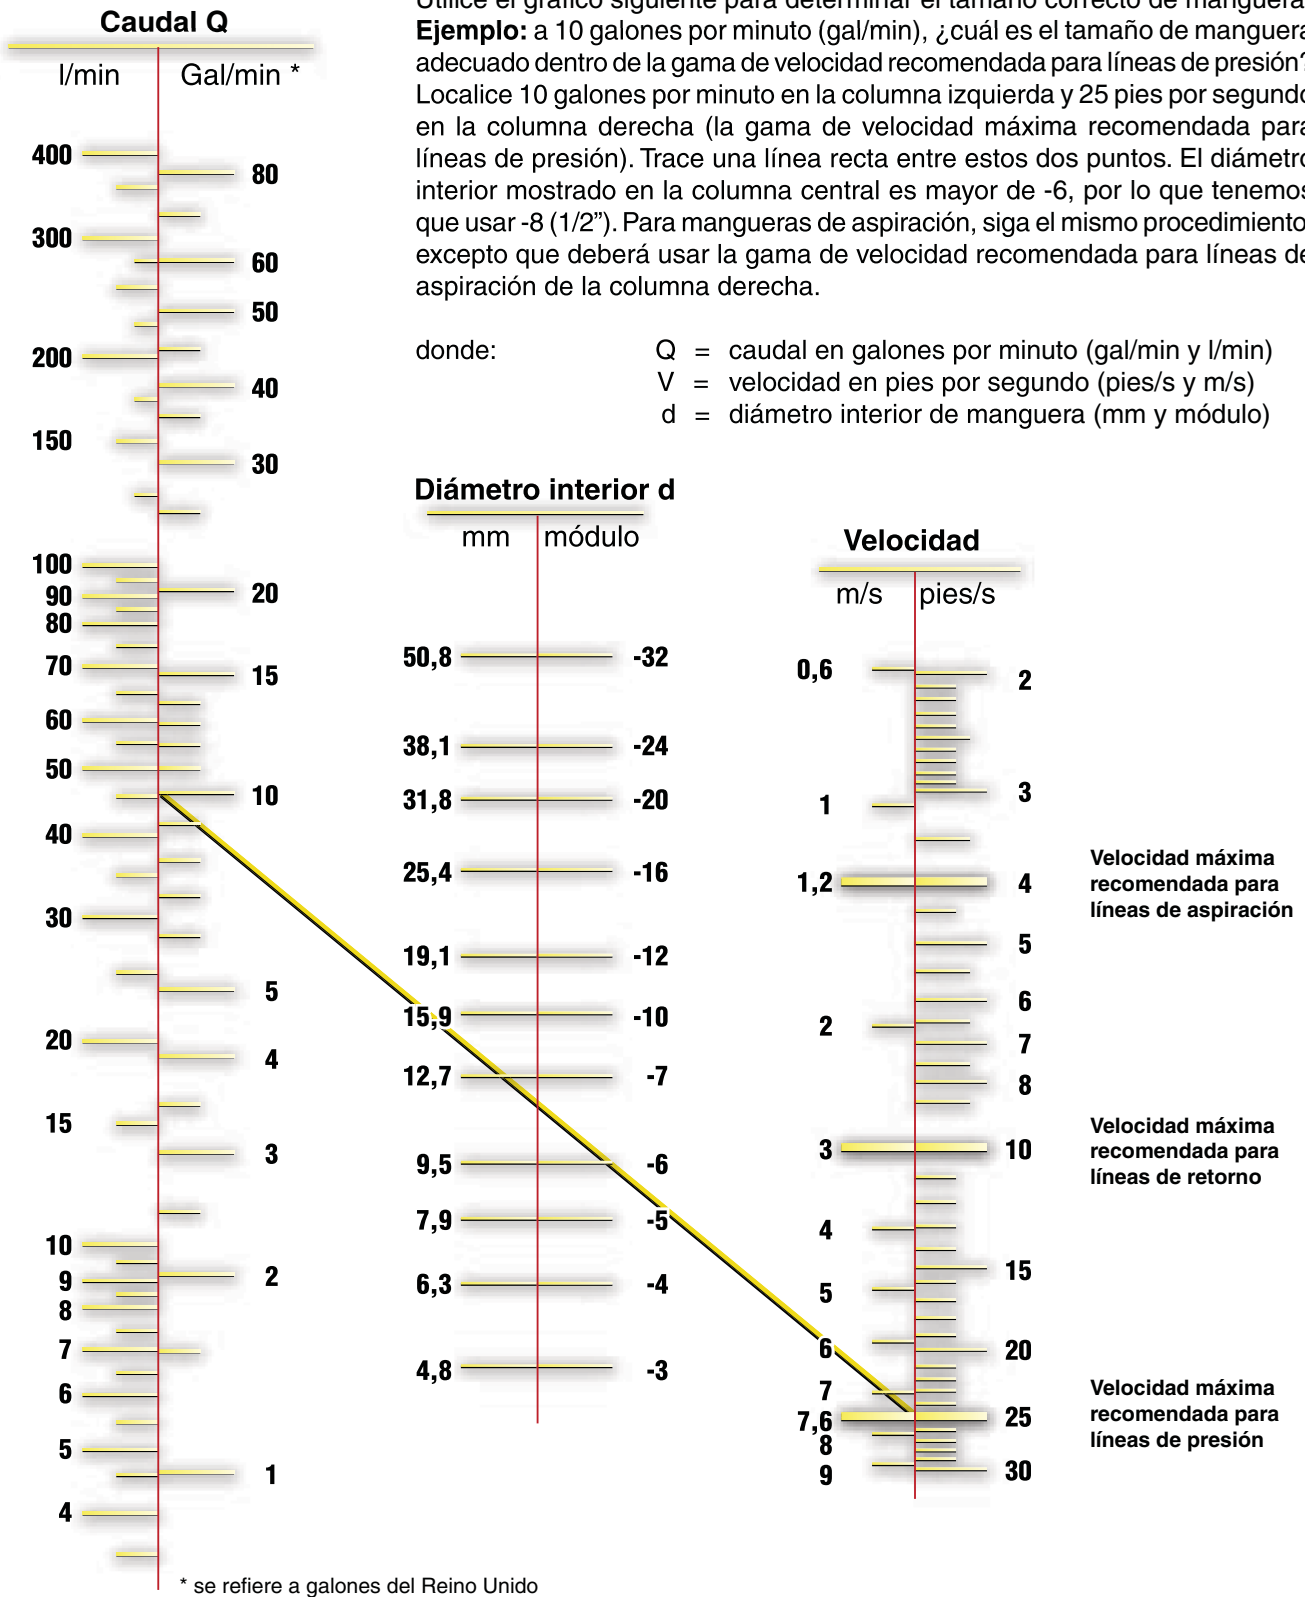 Utilice el gráfico siguiente para determinar el tamaño correcto de manguera
Ejemplo: a 10 galones por minuto (gal/min), ¿cuál es el tamaño de manguera
adecuado dentro de la gama de velocidad recomendada para líneas de presión?
Localice 10 galones por minuto en la columna izquierda y 25 pies por segundo
en la columna derecha (la gama de velocidad máxima recomendada para
líneas de presión). Trace una línea recta entre estos dos puntos. El diámetro
interior mostrado en la columna central es mayor de -6, por lo que tenemos
que usar -8 (1/2”). Para mangueras de aspiración, siga el mismo procedimiento
excepto que deberá usar la gama de velocidad recomendada para líneas de
aspiración de la columna derecha.
donde: Q = caudal en galones por minuto (gal/min y l/min)
V = velocidad en pies por segundo (pies/s y m/s)
d = diámetro interior de manguera (mm y módulo)
Caudal Q
l/min Gal/min *
400
300
200
150
100
90
80
70
60
50
40
30
20
15
10
9
8
7
6
5
4
80
60
50
40
30
20
15
10
5
4
3
2
1
Diámetro interior d
mm módulo
50,8 -32
38,1 -24
31,8 -20
25,4 -16
19,1 -12
15,9 -10
12,7 -7
9,5 -6
7,9 -5
6,3 -4
4,8 -3
Velocidad
m/s pies/s
0,6
1
1,2
2
3
4
5
6
7
7,6
8
9
2
3
4
5
6
7
8
10
15
20
25
30
Velocidad máxima
recomendada para
líneas de aspiración
Velocidad máxima
recomendada para
líneas de retorno
Velocidad máxima
recomendada para
líneas de presión
* se refiere a galones del Reino Unido